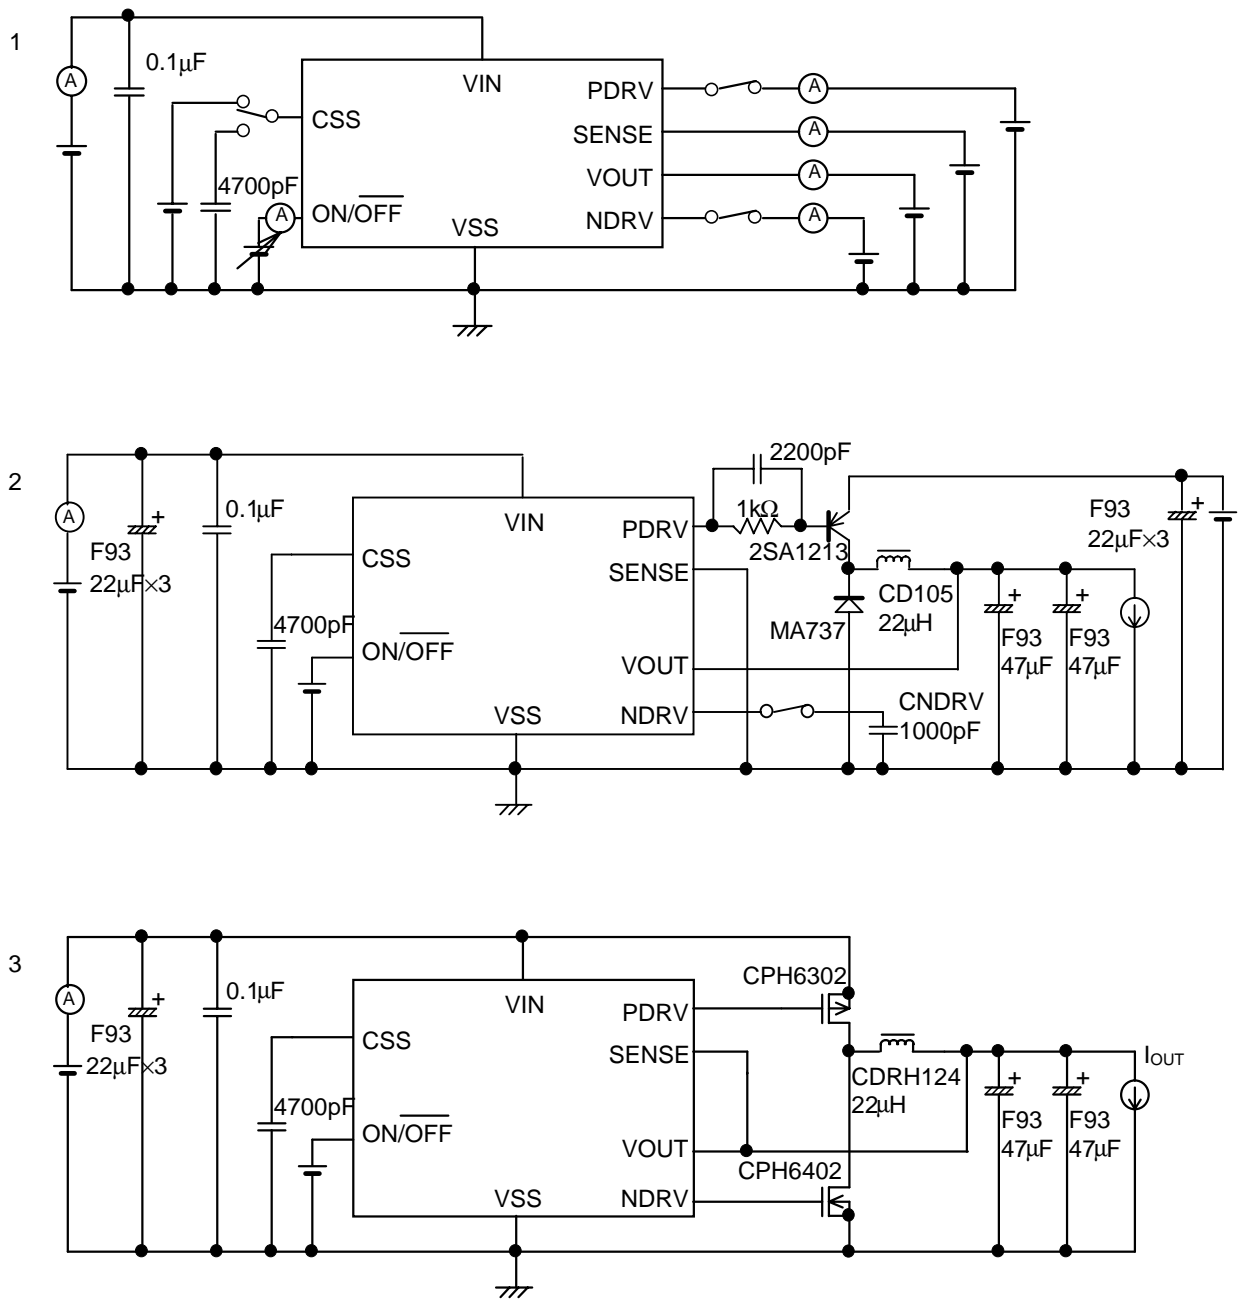 1
A
0.1μF
VIN
CSS
4700pF
A
ON/OFF
VSS
PDRV
A
SENSE
A
VOUT
A
NDRV
A
2
A
F93
22μF×3
+
0.1μF
VIN
CSS
4700pF
ON/OFF
VSS
PDRV
SENSE
VOUT
NDRV
2200pF
1kΩ
2SA1213
CD105
22μH
MA737
CNDRV
1000pF
F93
22μF×3
+
+
F93
47μF
+
F93
47μF
3
A
F93
22μF×3
+
0.1μF
VIN
CSS
4700pF
ON/OFF
VSS
PDRV
SENSE
VOUT
NDRV
CPH6302
CDRH124
22μH
CPH6402
+
F93
47μF
+
F93
47μF
IOUT